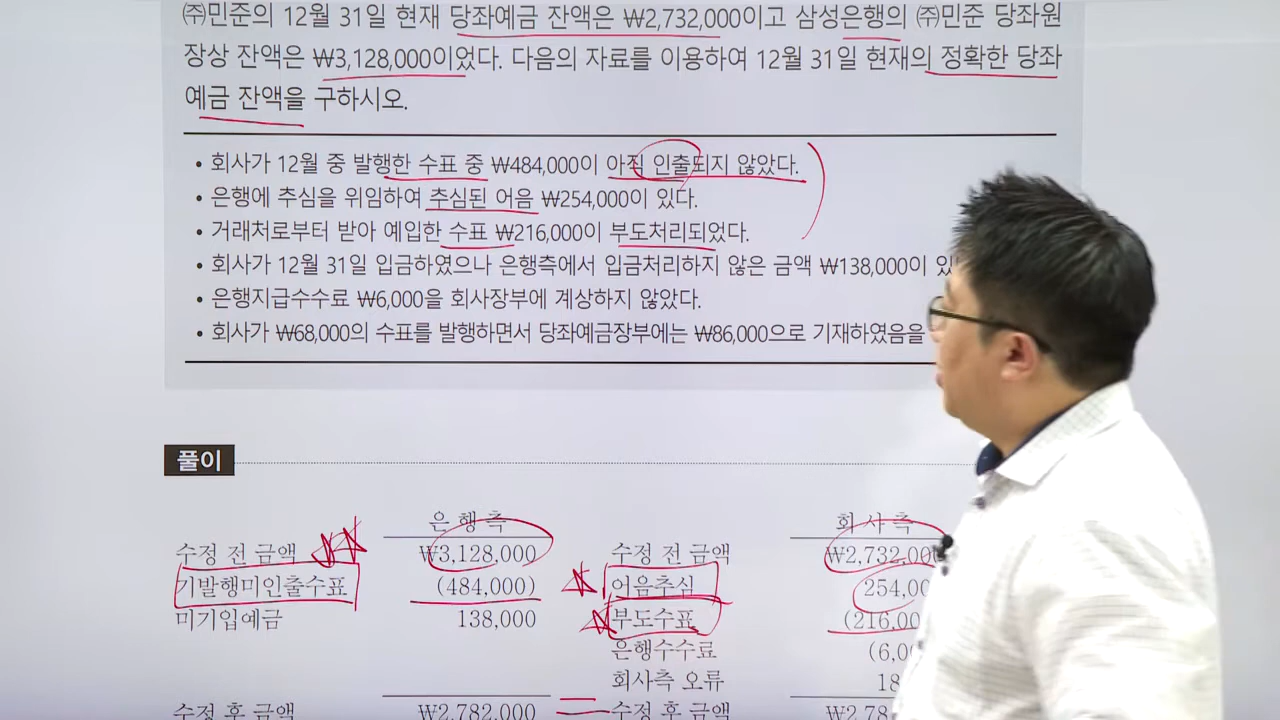 ㈜민준의 12월 31일 현재 당좌예금 잔액은 ₩2,732,000이고 삼성은행의 ㈜민준 당좌원
장상 잔액은 ₩3,128,000이었다. 다음의 자료를 이용하여 12월 31일 현재의 정확한 당좌
예금 잔액을 구하시오.
• 회사가 12월 중 발행한 수표 중 ₩484,000이 아직 인출되지 않았다.
• 은행에 추심을 위임하여 추심된 어음 ₩254,000이 있다.
• 거래처로부터 받아 예입한 수표 ₩216,000이 부도처리되었다.
• 회사가 12월 31일 입금하였으나 은행측에서 입금처리하지 않은 금액 ₩138,000이
• 은행지급수수료 ₩6,000을 회사장부에 계상하지 않았다.
• 회사가 ₩68,000의 수표를 발행하면서 당좌예금장부에는 ₩86,000으로 기재하였음을
풀이
은 행 측 회 사 측
수정 전 금액 ₩3,128,000 수정 전 금액 ₩2,732,00
기발행미인출수표 (484,000) 어음추심 254,00
미기입예금 138,000 부도수표 (216,00
은행수수료 (6,0
회사측 오류 18
수정 후 금액 ₩2,782,000 수정 후 금액 ₩2,78